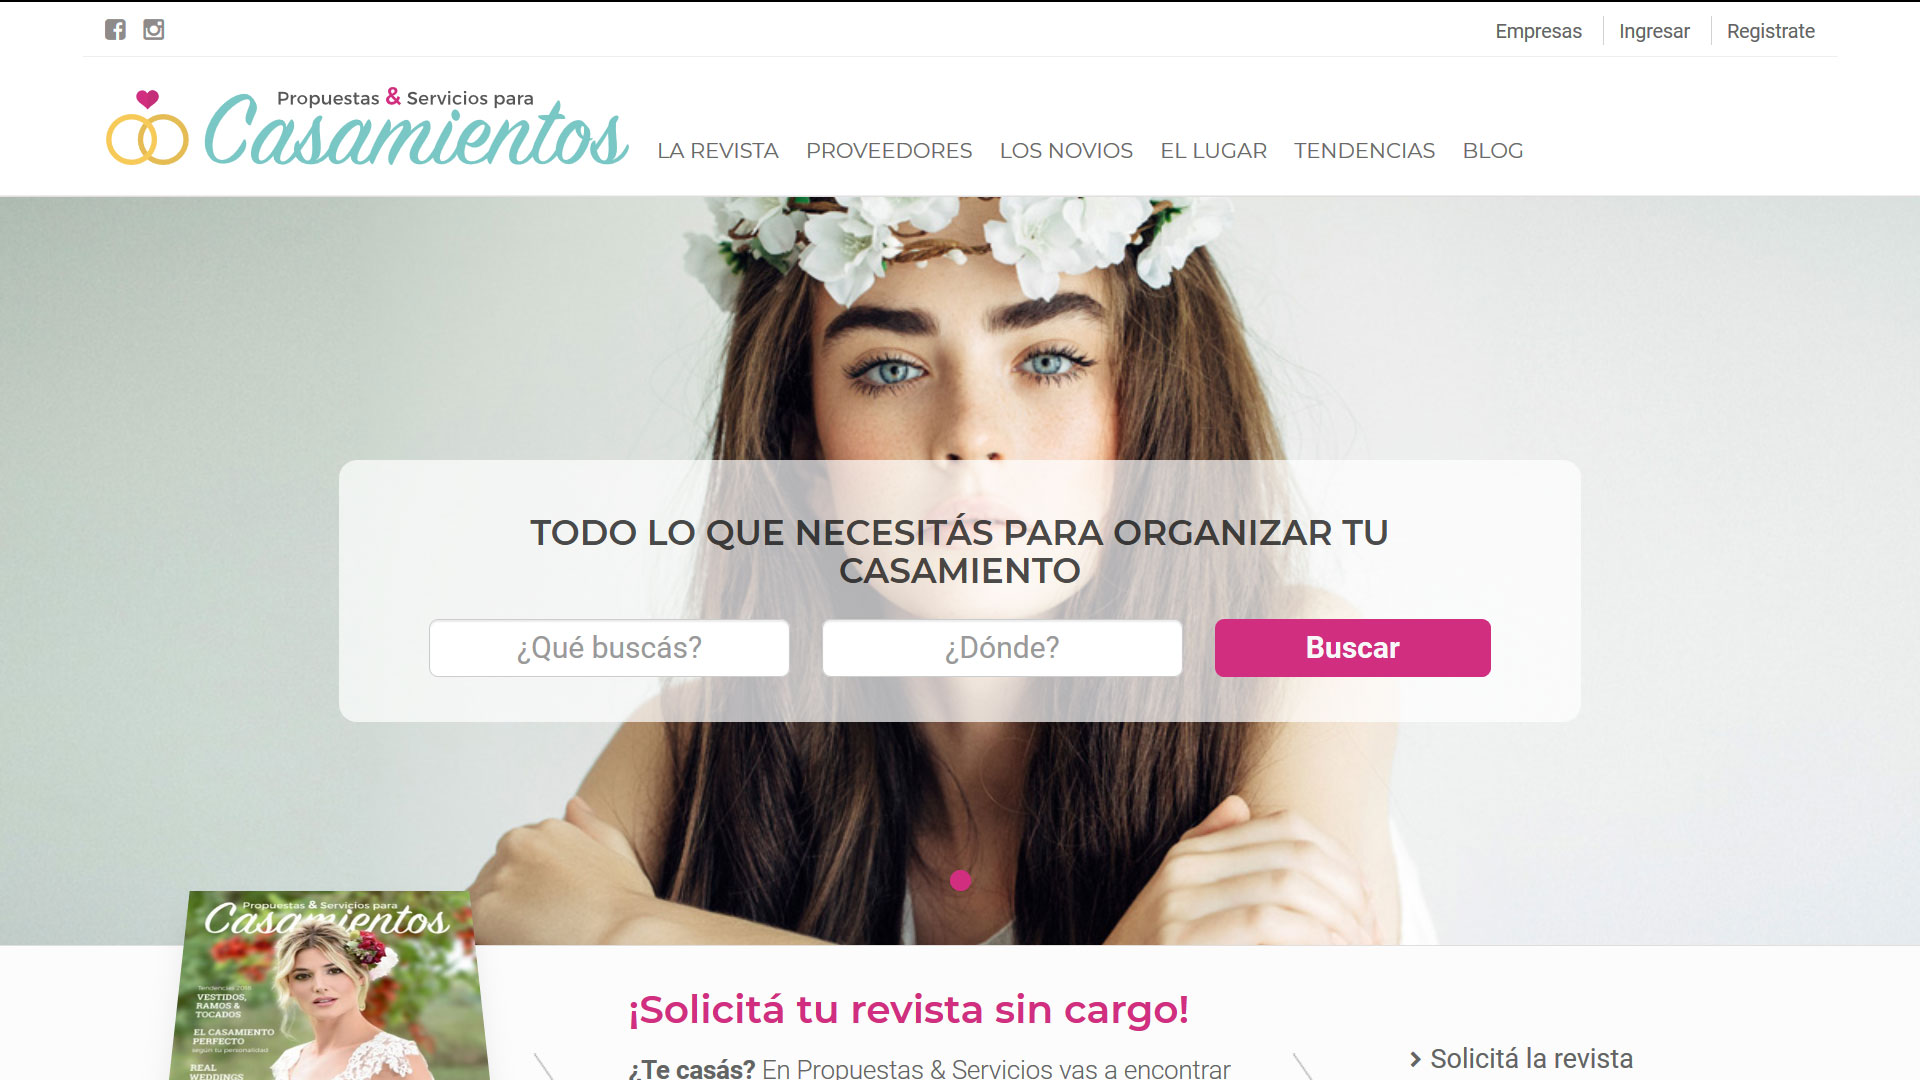 Empresas
Ingresar
Registrate
Propuestas & Servicios para
Casamientos
LA REVISTA
PROVEEDORES
LOS NOVIOS
EL LUGAR
TENDENCIAS
BLOG
TODO LO QUE NECESITÁS PARA ORGANIZAR TU
CASAMIENTO
¿Qué buscás?
¿Dónde?
Buscar
Propuestas & Servicios para
Casamientos
Tendencias 2018
VESTIDOS,
RAMOS &
TOCADOS
EL CASAMIENTO
PERFECTO
según tu personalidad
REAL
WEDDINGS
¡Solicitá tu revista sin cargo!
¿Te casás? En Propuestas & Servicios vas a encontrar
Solicitá la revista